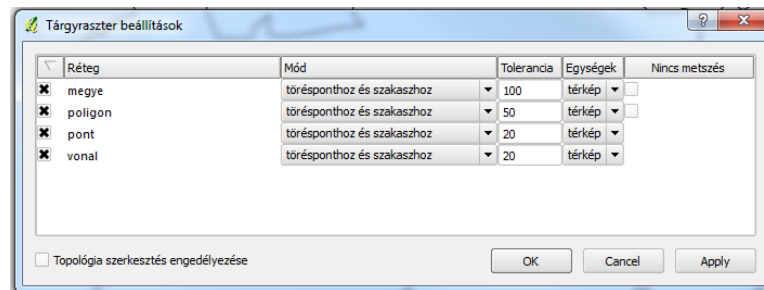 Tárgyraszter beállítások
Réteg Mód Tolerancia Egységek Nincs metszés
megye törésponthoz és szakaszhoz 100 térkép
poligon törésponthoz és szakaszhoz 50 térkép
pont törésponthoz és szakaszhoz 20 térkép
vonal törésponthoz és szakaszhoz 20 térkép
Topológia szerkesztés engedélyezése OK Cancel Apply